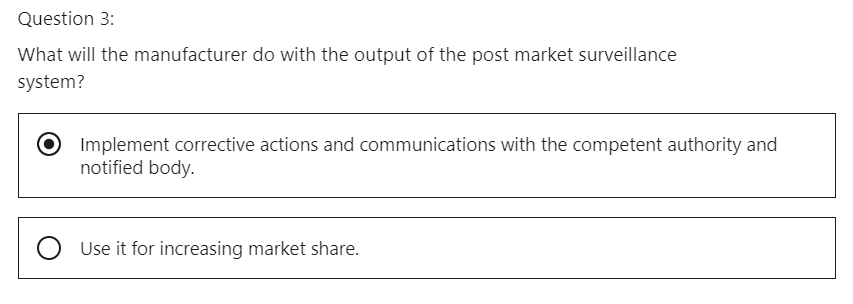 Question 3:
What will the manufacturer do with the output of the post market surveillance
system?
Implement corrective actions and communications with the competent authority and
notified body.
Use it for increasing market share.